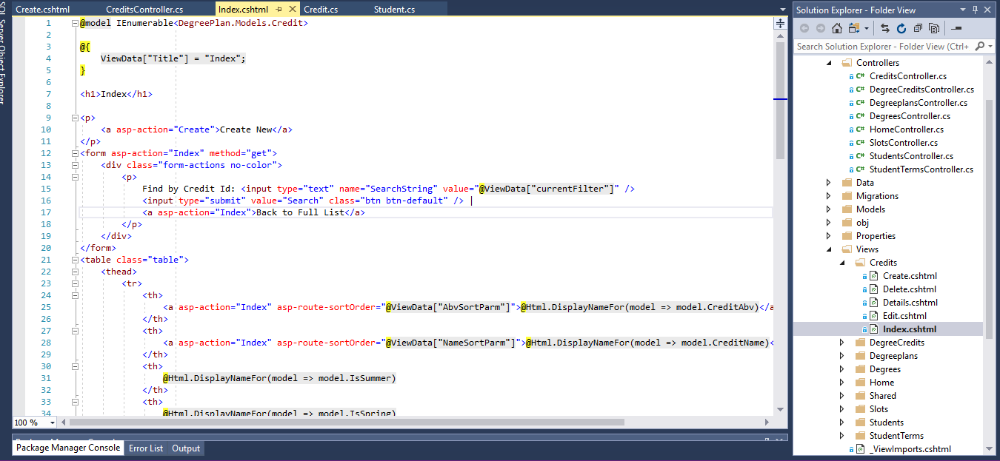 SQL Server Object Explorer
Create.cshtml CreditsController.cs Index.cshtml Credit.cs Student.cs
1 @model IEnumerable<DegreePlan.Models.Credit>
2
3 @{
4 ViewData["Title"] = "Index";
5 }
6
7 <h1>Index</h1>
8
9 <p>
10 <a asp-action="Create">Create New</a>
11 </p>
12 <form asp-action="Index" method="get">
13 <div class="form-actions no-color">
14 <p>
15 Find by Credit Id: <input type="text" name="SearchString" value="@ViewData["currentFilter"]" />
16 <input type="submit" value="Search" class="btn btn-default" /> |
17 <a asp-action="Index">Back to Full List</a>
18 </p>
19 </div>
20 </form>
21 <table class="table">
22 <thead>
23 <tr>
24 <th>
25 <a asp-action="Index" asp-route-sortOrder="@ViewData["AbvSortParm"]">@Html.DisplayNameFor(model => model.CreditAbv)</a
26 </th>
27 <th>
28 <a asp-action="Index" asp-route-sortOrder="@ViewData["NameSortParm"]">@Html.DisplayNameFor(model => model.CreditName)<
29 </th>
30 <th>
31 @Html.DisplayNameFor(model => model.IsSummer)
32 </th>
33 <th>
34 @Html.DisplayNameFor(model => model.IsSpring)
100 %
Package Manager Console Error List Output
Solution Explorer - Folder View
Search Solution Explorer - Folder View (Ctrl+
Controllers
C# CreditsController.cs
C# DegreeCreditsController.cs
C# DegreeplansController.cs
C# DegreesController.cs
C# HomeController.cs
C# SlotsController.cs
C# StudentsController.cs
C# StudentTermsController.cs
Data
Migrations
Models
obj
Properties
Views
Credits
Create.cshtml
Delete.cshtml
Details.cshtml
Edit.cshtml
Index.cshtml
DegreeCredits
Degreeplans
Degrees
Home
Shared
Slots
Students
StudentTerms
_ViewImports.cshtml